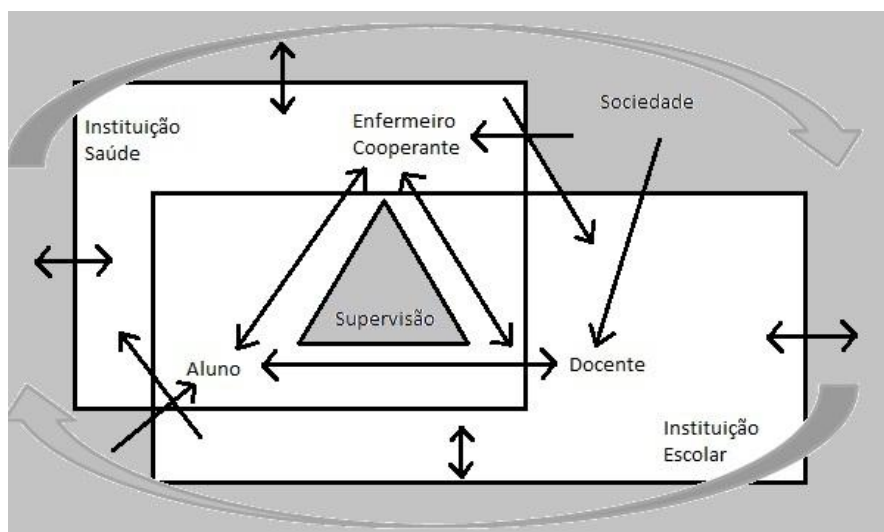 Sociedade
Instituição
Saúde
Enfermeiro
Cooperante
Supervisão
Aluno
Docente
Instituição
Escolar